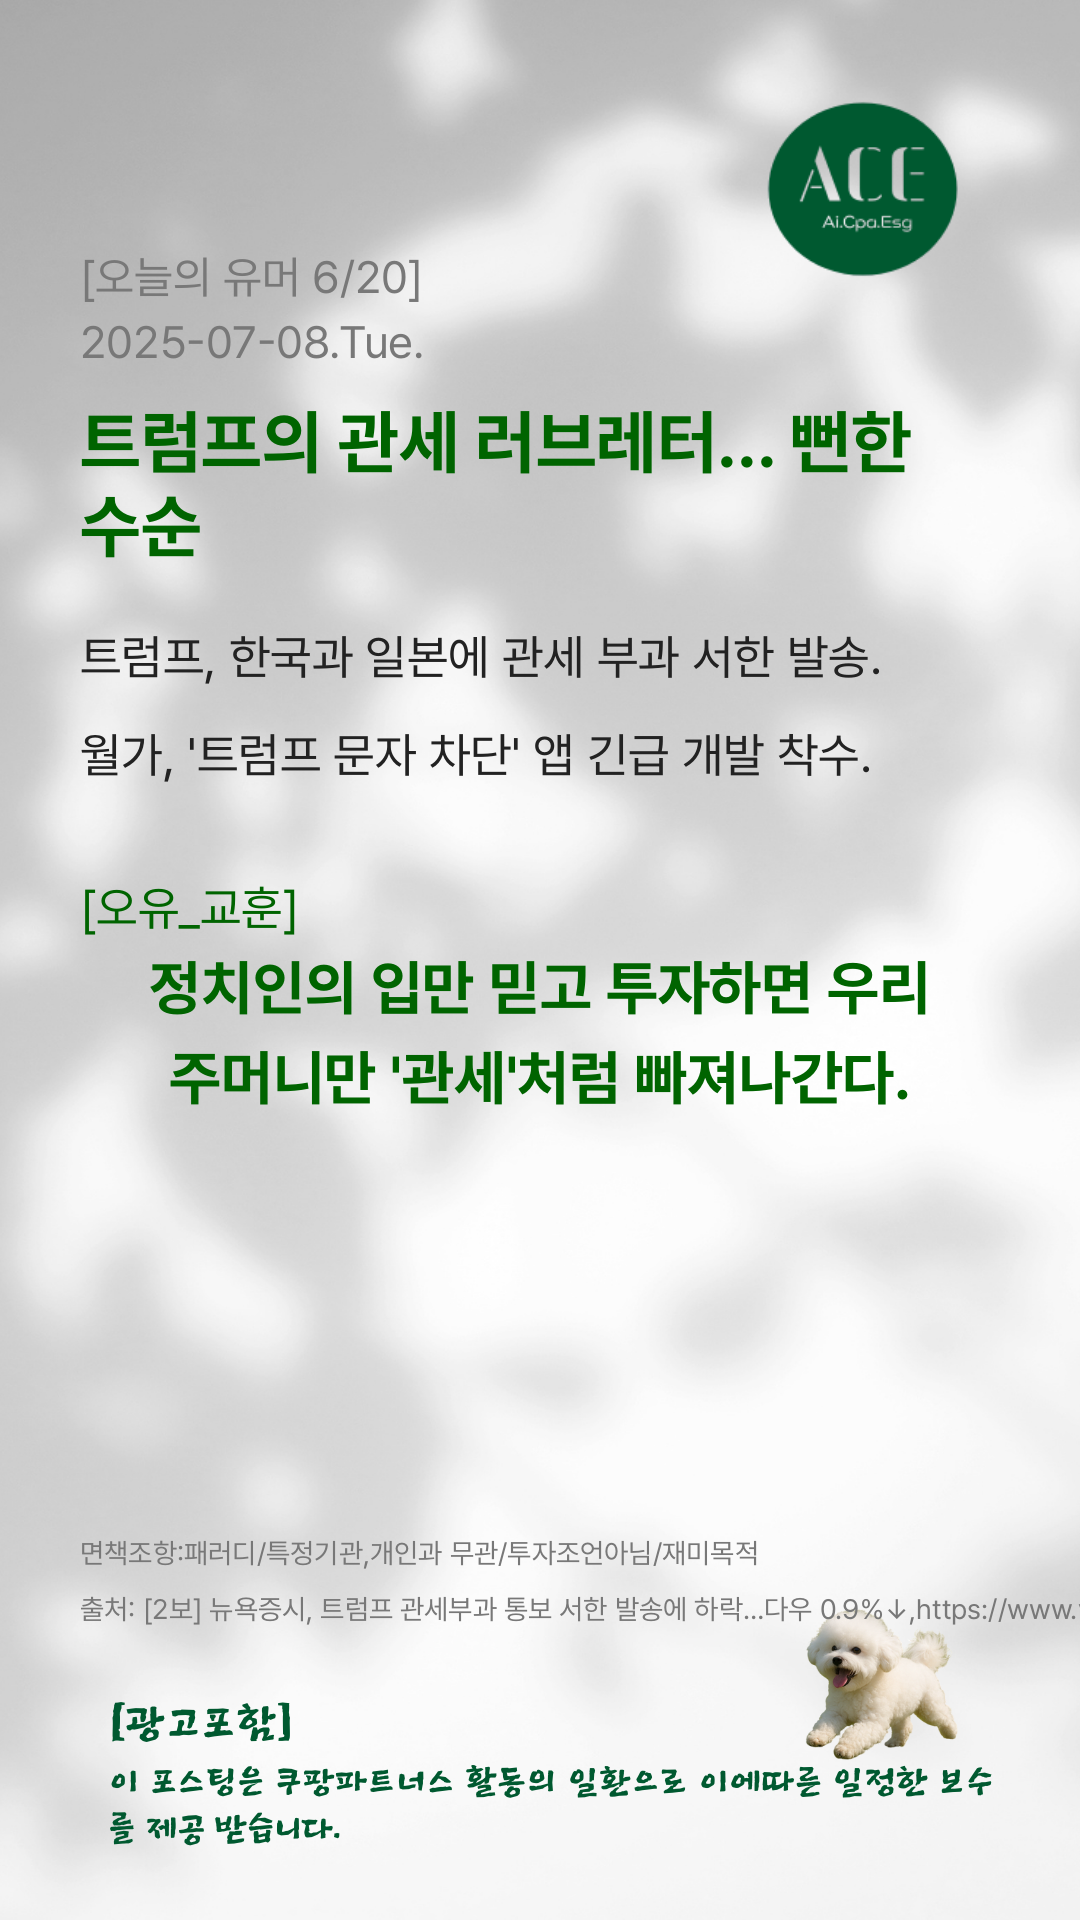 ACE
Ai.Cpa.Esg
[오늘의 유머 6/20]
2025-07-08.Tue.
트럼프의 관세 러브레터... 뻔한
수순
트럼프, 한국과 일본에 관세 부과 서한 발송.
월가, '트럼프 문자 차단' 앱 긴급 개발 착수.
[오유_교훈]
정치인의 입만 믿고 투자하면 우리
주머니만 '관세'처럼 빠져나간다.
면책조항:패러디/특정기관,개인과 무관/투자조언아님/재미목적
출처: [2보] 뉴욕증시, 트럼프 관세부과 통보 서한 발송에 하락...다우 0.9%↓,https://www.
[광고포함]
이 포스팅은 쿠팡파트너스 활동의 일환으로 이에따른 일정한 보수
를 제공 받습니다.